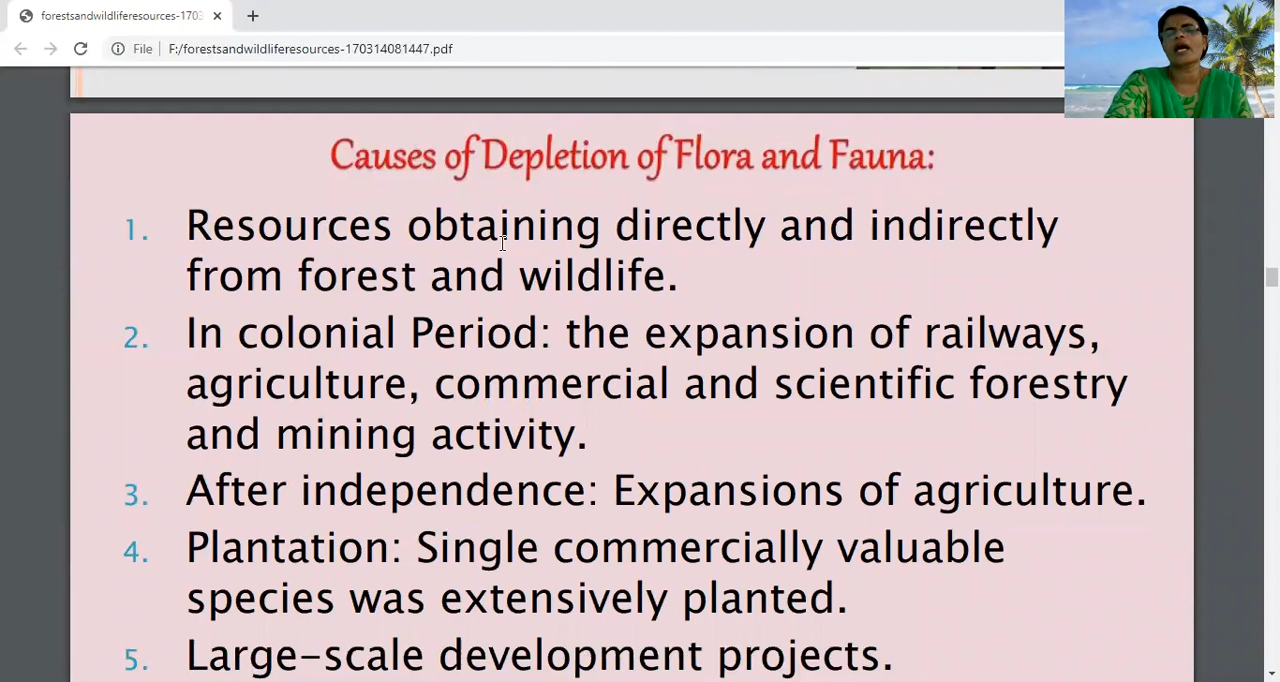 forestsandwildliferesources-1703
File
F:/forestsandwildliferesources-170314081447.pdf
Causes of Depletion of Flora and Fauna:
1. Resources obtaining directly and indirectly
from forest and wildlife.
2. In colonial Period: the expansion of railways,
agriculture, commercial and scientific forestry
and mining activity.
3. After independence: Expansions of agriculture.
4. Plantation: Single commercially valuable
species was extensively planted.
5. Large-scale development projects.